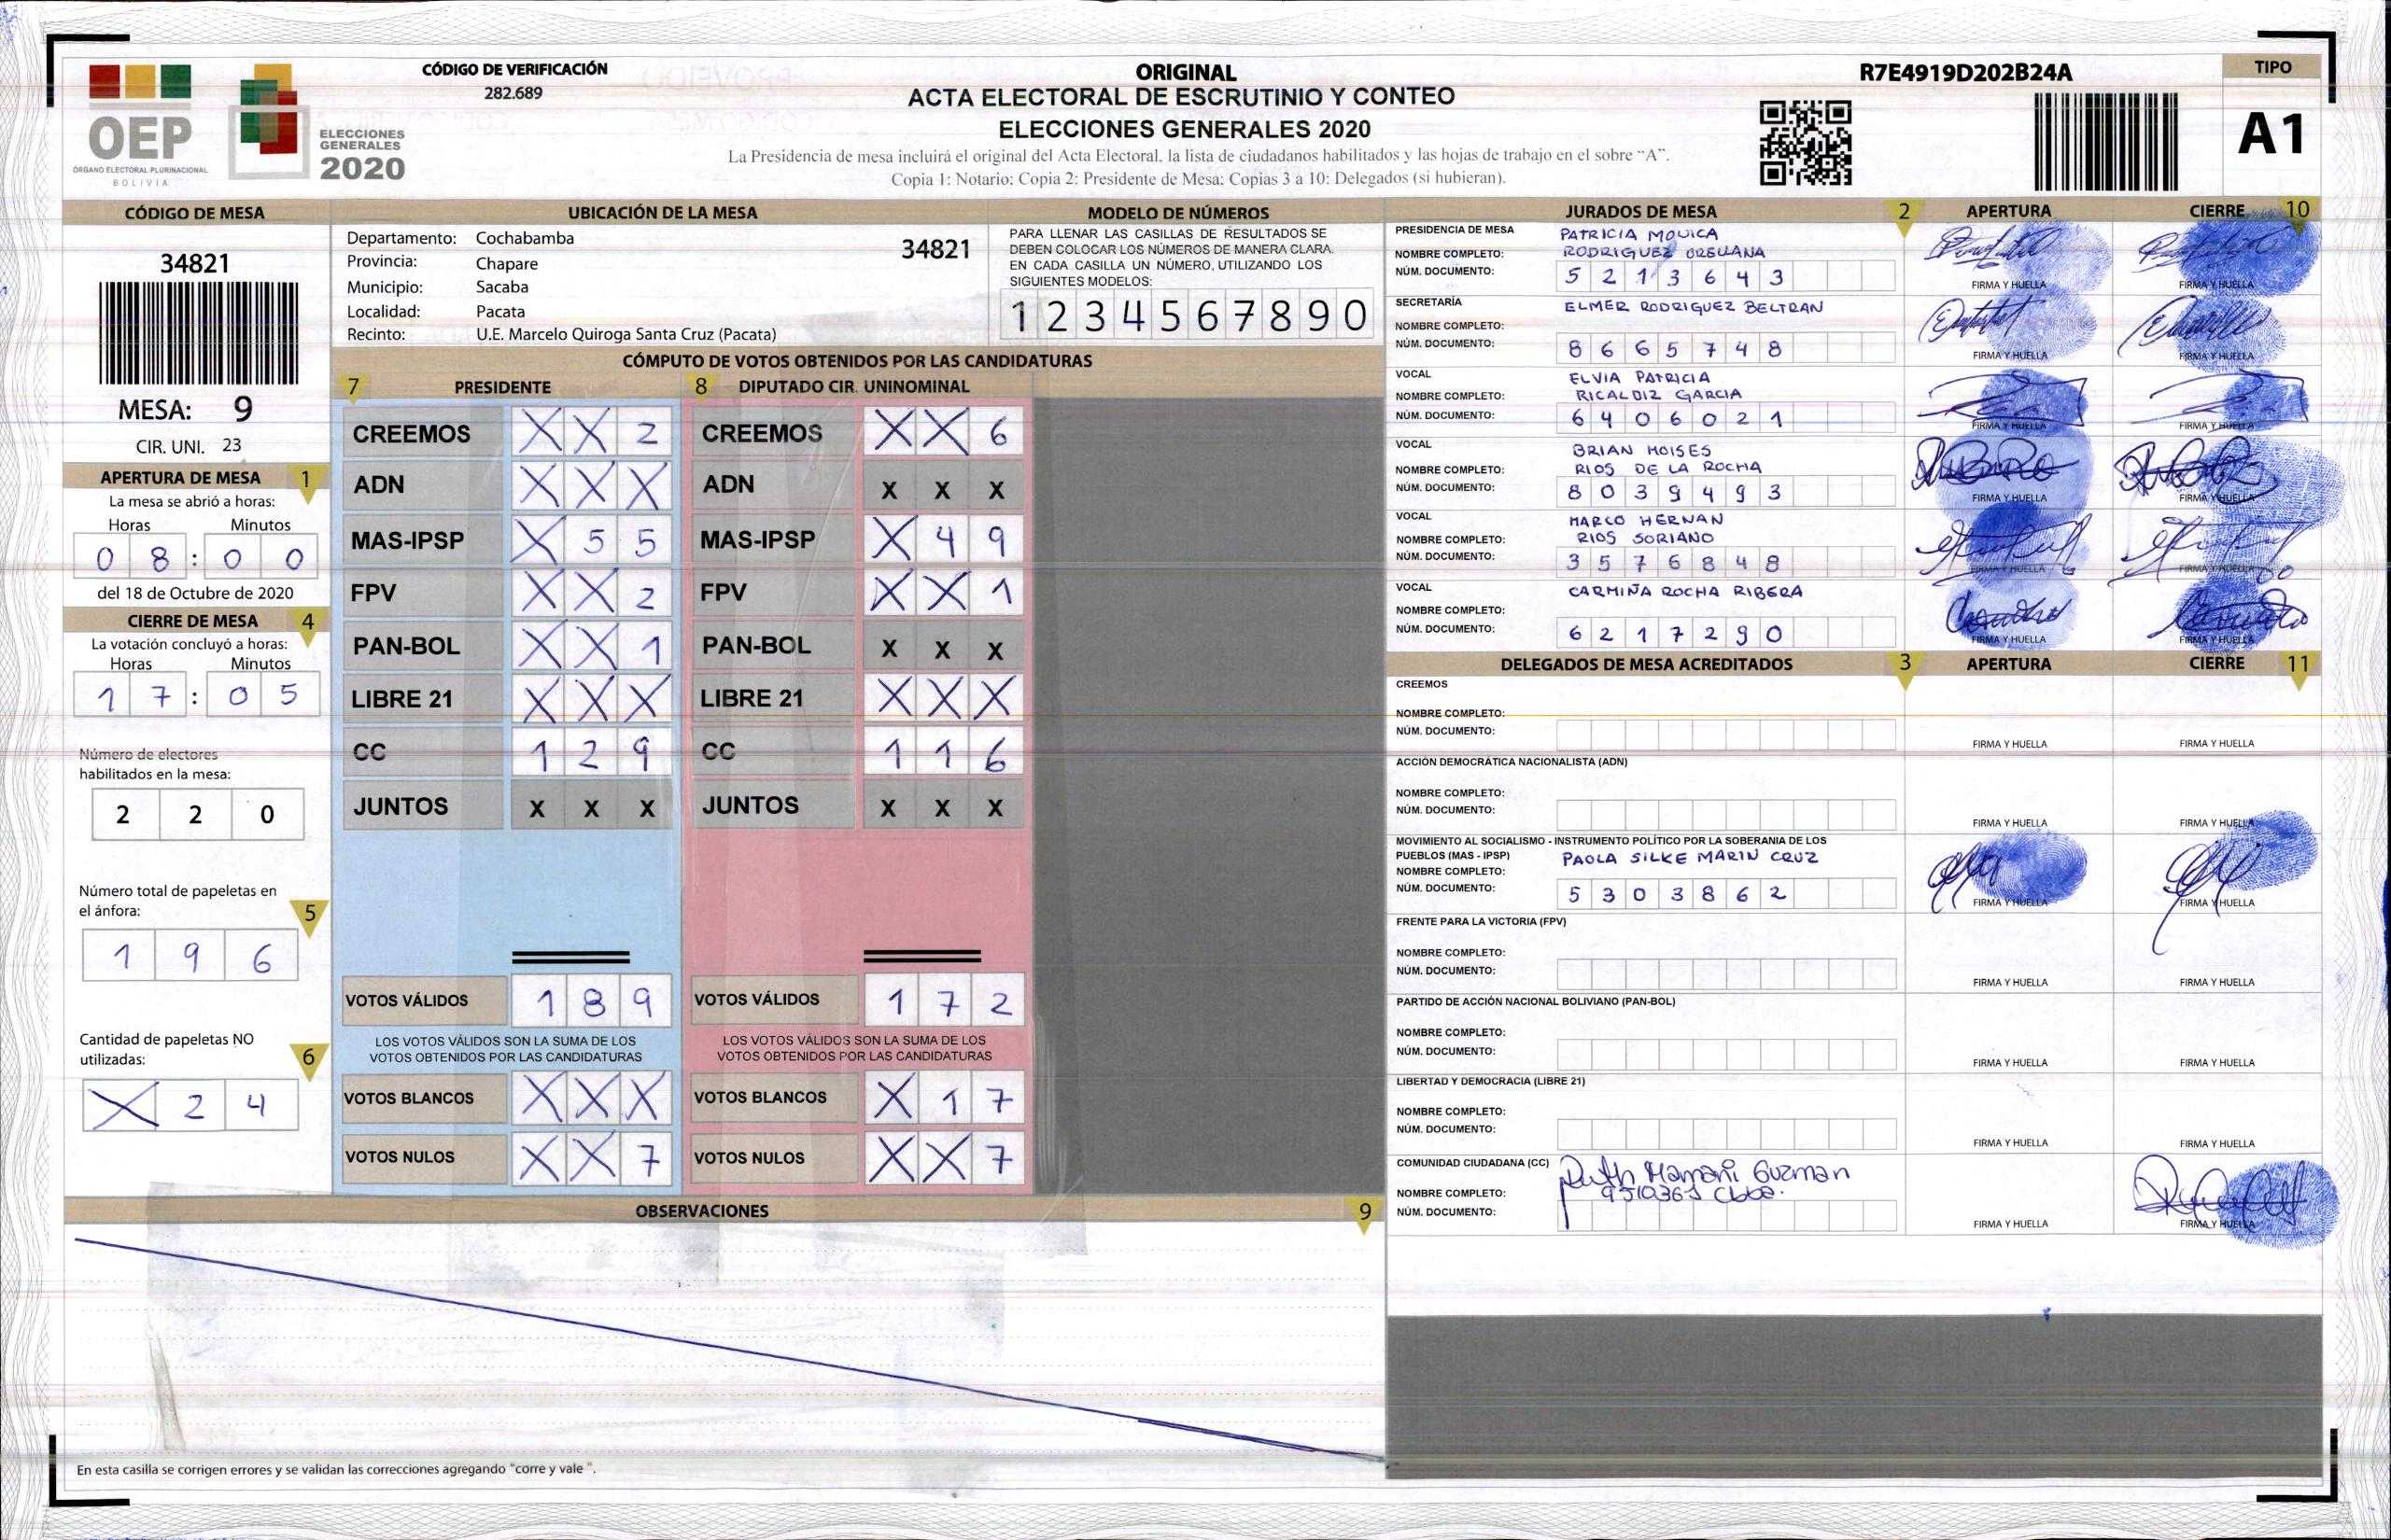 CÓDIGO DE VERIFICACIÓN
282.689
OEP
ÓRGANO ELECTORAL PLURINACIONAL
BOLIVIA
ELECCIONES
GENERALES
2020
ORIGINAL
ACTA ELECTORAL DE ESCRUTINIO Y CONTEO
ELECCIONES GENERALES 2020
La Presidencia de mesa incluirá el original del Acta Electoral, la lista de ciudadanos habilitados y las hojas de trabajo en el sobre "A".
Copia 1: Notario; Copia 2: Presidente de Mesa; Copias 3 a 10: Delegados (si hubieran).
R7E4919D202B24A
TIPO
A1
CÓDIGO DE MESA
34821
MESA: 9
CIR. UNI. 23
APERTURA DE MESA 1
La mesa se abrió a horas:
Horas Minutos
0 8 : 0 0
del 18 de Octubre de 2020
CIERRE DE MESA 4
La votación concluyó a horas:
Horas Minutos
1 7 : 0 5
Número de electores
habilitados en la mesa:
2 2 0
Número total de papeletas en
el ánfora: 5
1 9 6
Cantidad de papeletas NO
utilizadas: 6
X 2 4
UBICACIÓN DE LA MESA
Departamento: Cochabamba
34821
Provincia: Chapare
Municipio: Sacaba
Localidad: Pacata
Recinto: U.E. Marcelo Quiroga Santa Cruz (Pacata)
MODELO DE NÚMEROS
PARA LLENAR LAS CASILLAS DE RESULTADOS SE
DEBEN COLOCAR LOS NÚMEROS DE MANERA CLARA.
EN CADA CASILLA UN NÚMERO, UTILIZANDO LOS
SIGUIENTES MODELOS:
1 2 3 4 5 6 7 8 9 0
CÓMPUTO DE VOTOS OBTENIDOS POR LAS CANDIDATURAS
7 PRESIDENTE
CREEMOS X X 2
ADN X X X
MAS-IPSP X 5 5
FPV X X 2
PAN-BOL X X 1
LIBRE 21 X X X
CC 1 2 9
JUNTOS X X X
VOTOS VÁLIDOS 1 8 9
LOS VOTOS VÁLIDOS SON LA SUMA DE LOS
VOTOS OBTENIDOS POR LAS CANDIDATURAS
VOTOS BLANCOS X X X
VOTOS NULOS X X 7
8 DIPUTADO CIR. UNINOMINAL
CREEMOS X X 6
ADN X X X
MAS-IPSP X 4 9
FPV X X 1
PAN-BOL X X X
LIBRE 21 X X X
CC 1 1 6
JUNTOS X X X
VOTOS VÁLIDOS 1 7 2
LOS VOTOS VÁLIDOS SON LA SUMA DE LOS
VOTOS OBTENIDOS POR LAS CANDIDATURAS
VOTOS BLANCOS X 1 7
VOTOS NULOS X X 7
OBSERVACIONES 9
En esta casilla se corrigen errores y se validan las correcciones agregando "corre y vale ".
JURADOS DE MESA 2 APERTURA CIERRE 10
PRESIDENCIA DE MESA PATRICIA MONICA
NOMBRE COMPLETO: RODRIGUEZ ORELLANA
NÚM. DOCUMENTO: 5 2 1 3 6 4 3
FIRMA Y HUELLA FIRMA Y HUELLA
SECRETARÍA ELMER RODRIGUEZ BELTRAN
NOMBRE COMPLETO:
NÚM. DOCUMENTO: 8 6 6 5 7 4 8
FIRMA Y HUELLA FIRMA Y HUELLA
VOCAL ELVIA PATRICIA
NOMBRE COMPLETO: RICALDIZ GARCIA
NÚM. DOCUMENTO: 6 4 0 6 0 2 1
FIRMA Y HUELLA FIRMA Y HUELLA
VOCAL BRIAN MOISES
NOMBRE COMPLETO: RIOS DE LA ROCHA
NÚM. DOCUMENTO: 8 0 3 9 4 9 3
FIRMA Y HUELLA FIRMA Y HUELLA
VOCAL MARCO HERNAN
NOMBRE COMPLETO: RIOS SORIANO
NÚM. DOCUMENTO: 3 5 7 6 8 4 8
FIRMA Y HUELLA FIRMA Y HUELLA
VOCAL CARMIÑA ROCHA RIBERA
NOMBRE COMPLETO:
NÚM. DOCUMENTO: 6 2 1 7 2 9 0
FIRMA Y HUELLA FIRMA Y HUELLA
DELEGADOS DE MESA ACREDITADOS 3 APERTURA CIERRE 11
CREEMOS
NOMBRE COMPLETO:
NÚM. DOCUMENTO:
FIRMA Y HUELLA FIRMA Y HUELLA
ACCIÓN DEMOCRÁTICA NACIONALISTA (ADN)
NOMBRE COMPLETO:
NÚM. DOCUMENTO:
FIRMA Y HUELLA FIRMA Y HUELLA
MOVIMIENTO AL SOCIALISMO - INSTRUMENTO POLÍTICO POR LA SOBERANIA DE LOS
PUEBLOS (MAS - IPSP) PAOLA SILKE MARIN CRUZ
NOMBRE COMPLETO:
NÚM. DOCUMENTO: 5 3 0 3 8 6 2
FIRMA Y HUELLA FIRMA Y HUELLA
FRENTE PARA LA VICTORIA (FPV)
NOMBRE COMPLETO:
NÚM. DOCUMENTO:
FIRMA Y HUELLA FIRMA Y HUELLA
PARTIDO DE ACCIÓN NACIONAL BOLIVIANO (PAN-BOL)
NOMBRE COMPLETO:
NÚM. DOCUMENTO:
FIRMA Y HUELLA FIRMA Y HUELLA
LIBERTAD Y DEMOCRACIA (LIBRE 21)
NOMBRE COMPLETO:
NÚM. DOCUMENTO:
FIRMA Y HUELLA FIRMA Y HUELLA
COMUNIDAD CIUDADANA (CC) Ruth Mamani Guzman
NOMBRE COMPLETO: Cbba.
NÚM. DOCUMENTO:
FIRMA Y HUELLA FIRMA Y HUELLA